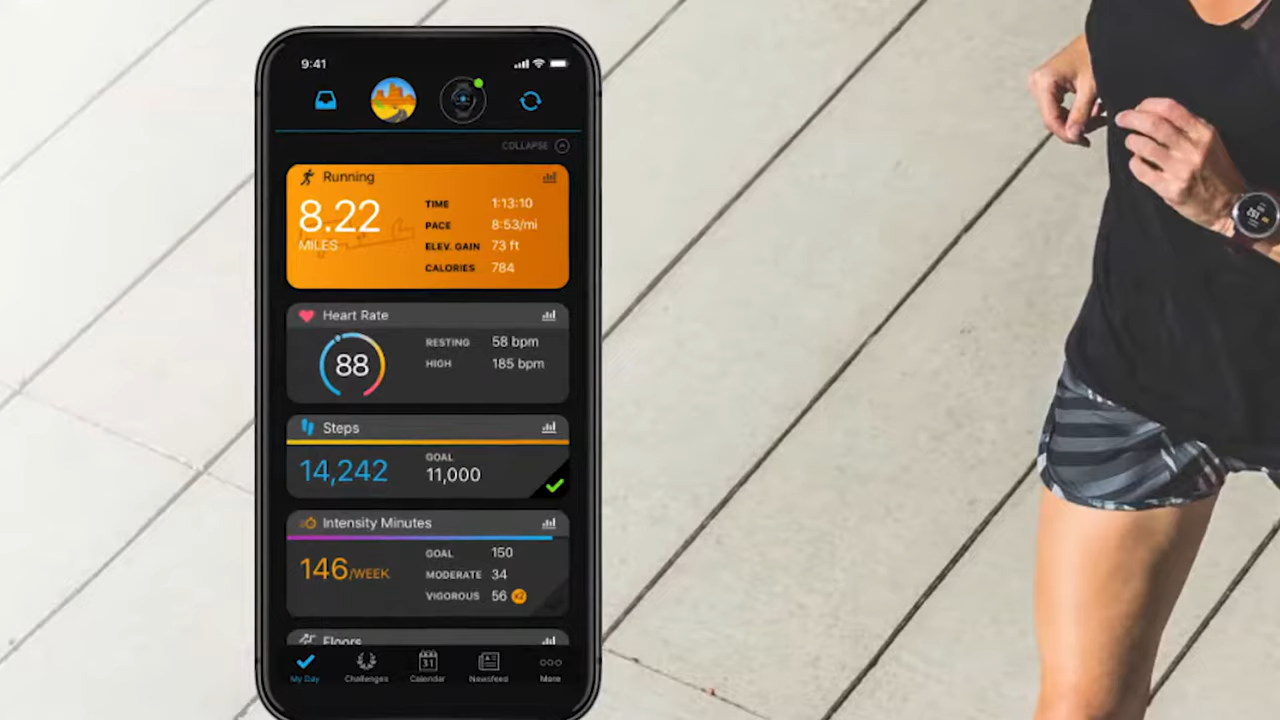 9:41
COLLAPSE
Running
8.22
MILES
TIME 1:13:10
PACE 8:53/mi
ELEV. GAIN 73 ft
CALORIES 784
Heart Rate
88
RESTING 58 bpm
HIGH 185 bpm
Steps
14,242
GOAL
11,000
Intensity Minutes
146/WEEK
GOAL 150
MODERATE 34
VIGOROUS 56 x2
Floors
31
My Day Challenges Calendar Newsfeed More